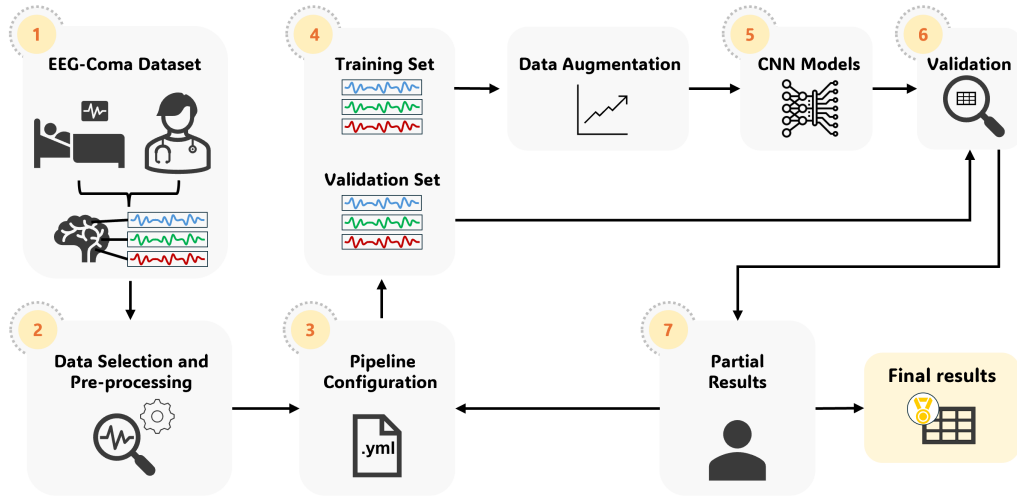 1
EEG-Coma Dataset
2
Data Selection and
Pre-processing
3
Pipeline
Configuration
.yml
4
Training Set
Validation Set
Data Augmentation
5
CNN Models
6
Validation
7
Partial
Results
Final results